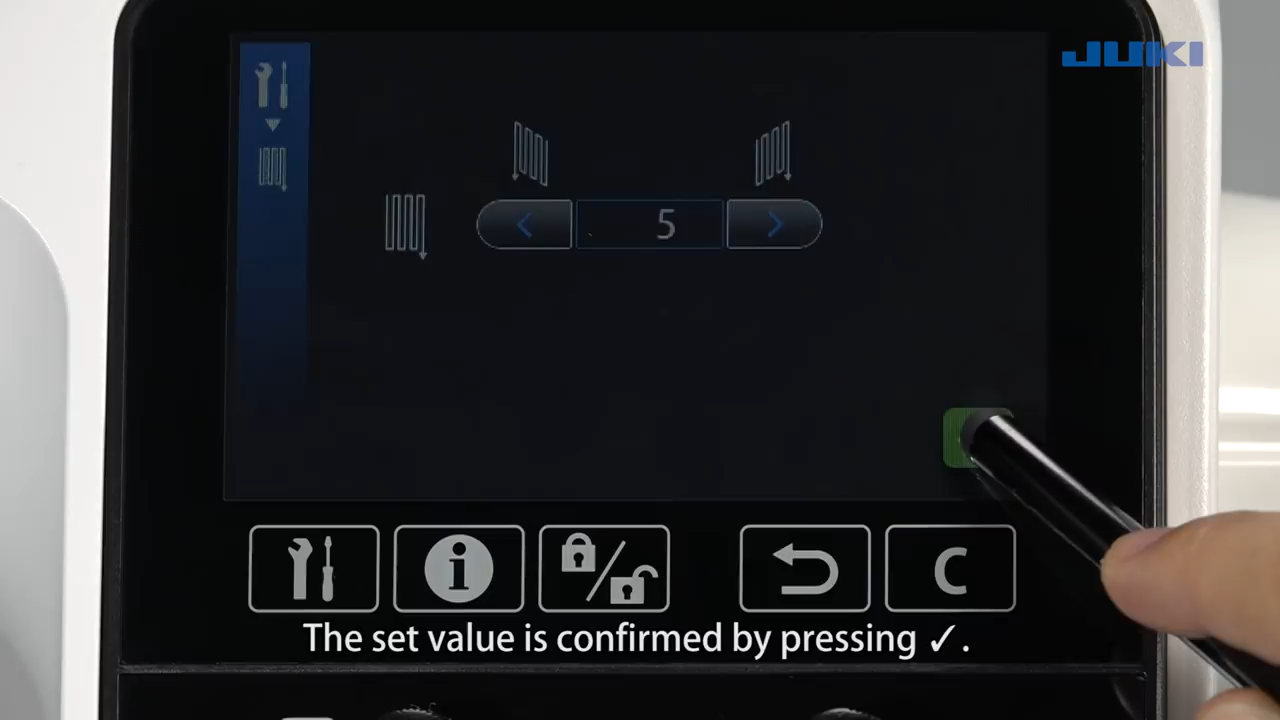 JUKI
5
C
The set value is confirmed by pressing ✓.